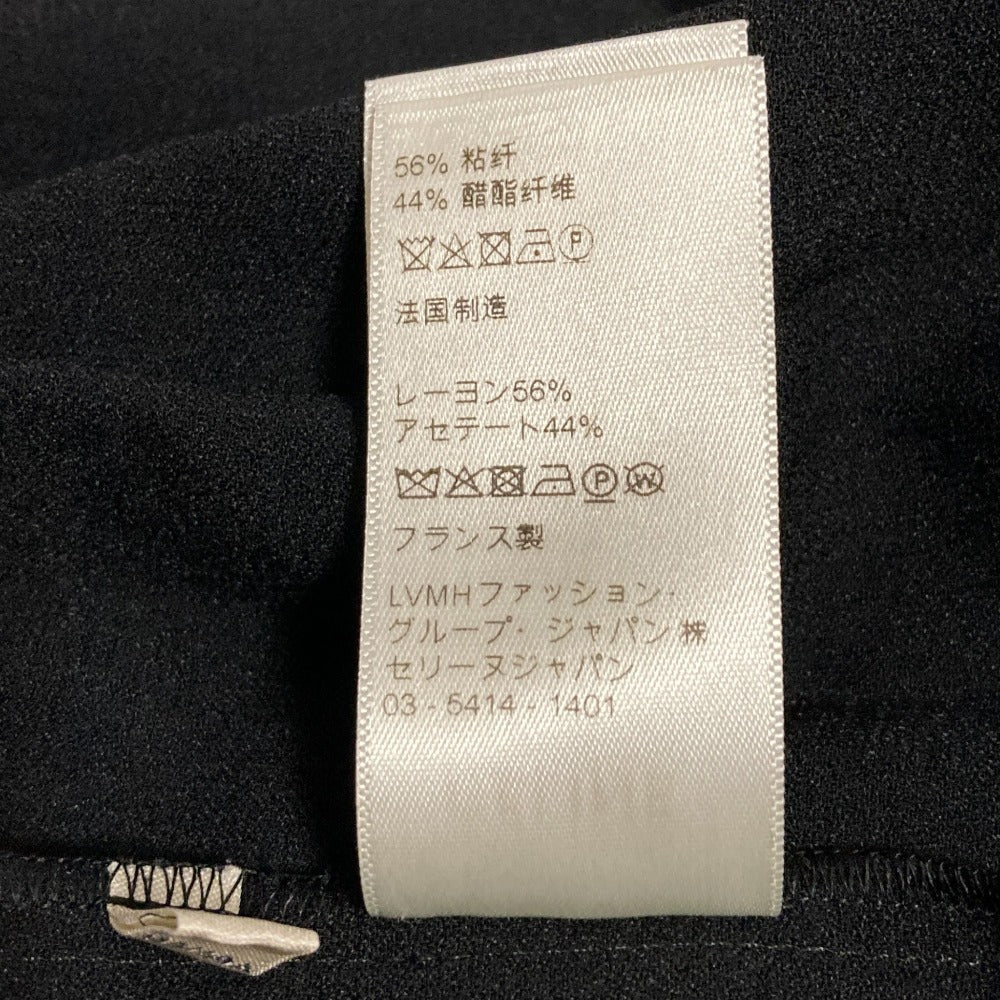 56% 粘纤
44% 醋酯纤维
法国制造
レーヨン56%
アセテート44%
フランス製
LVMHファッション・
グループ・ジャパン㈱
セリーヌジャパン
03 - 5414 - 1401